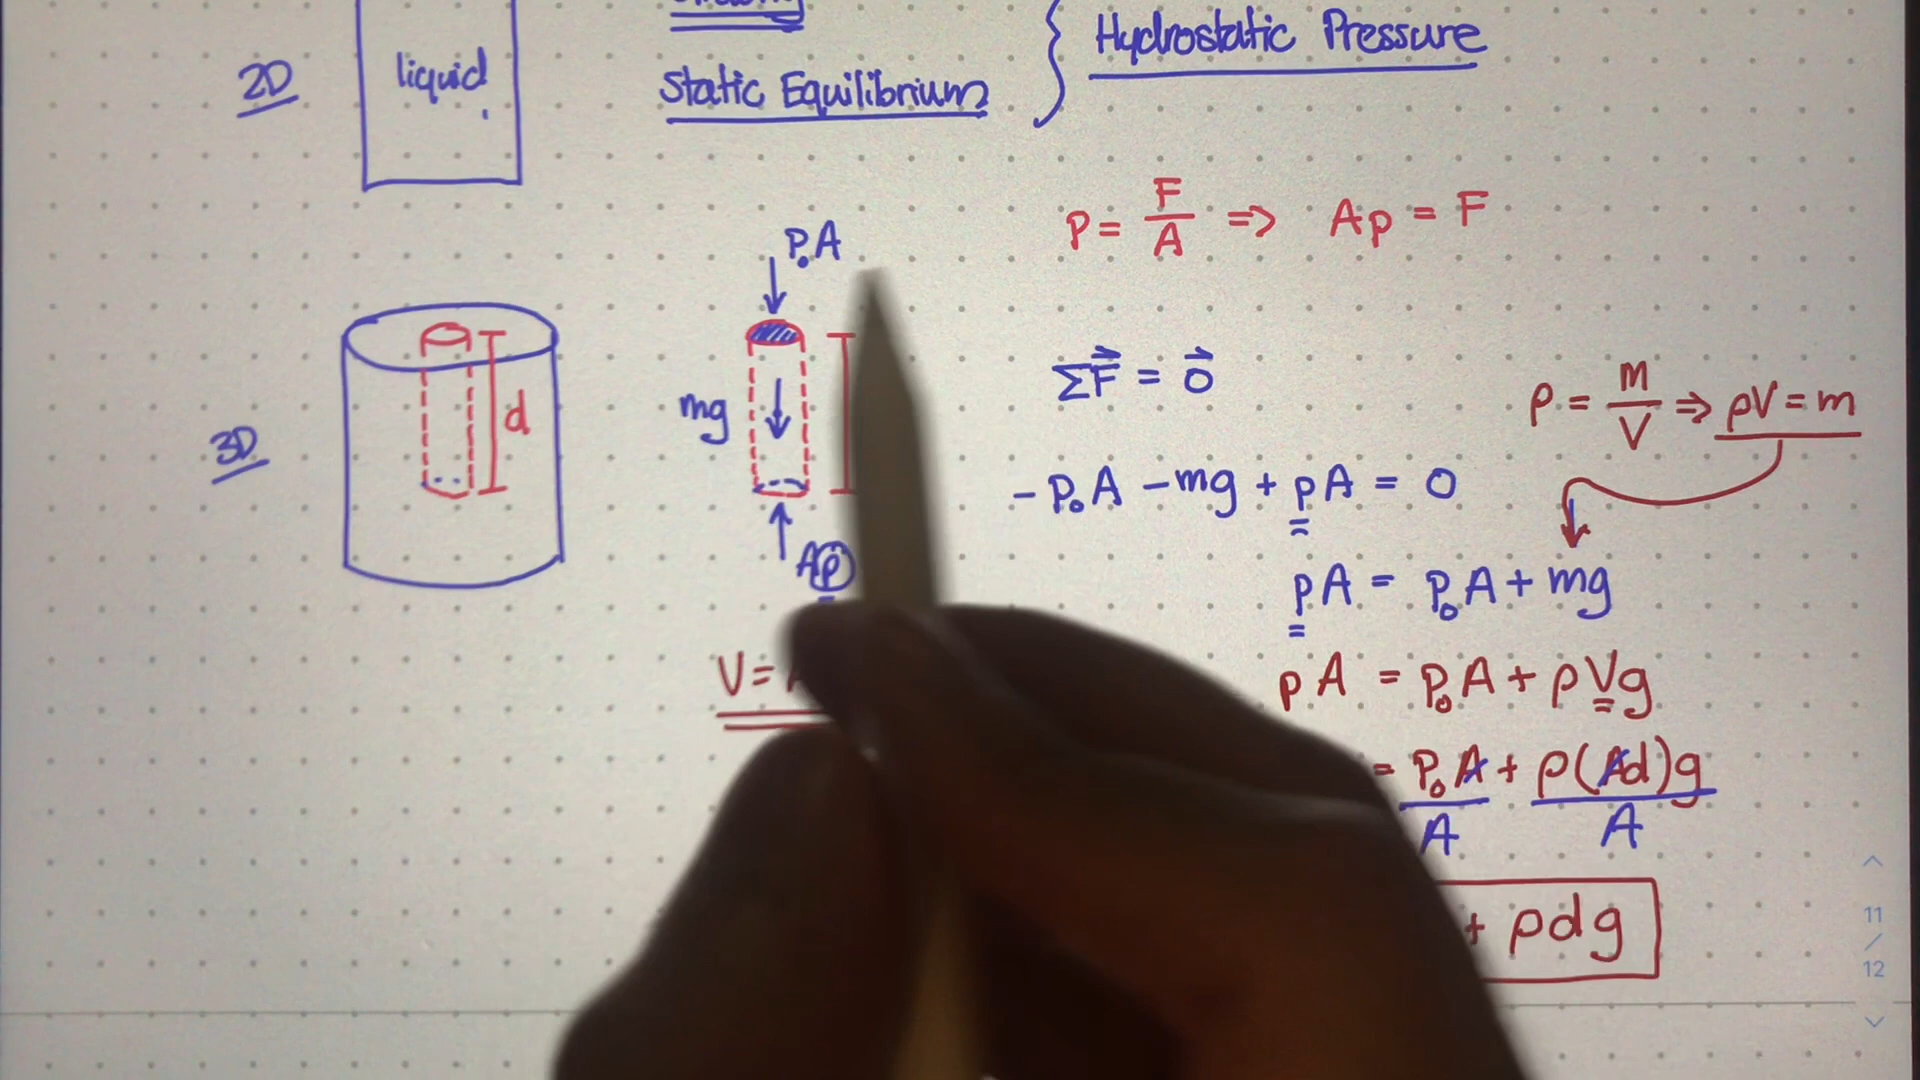 Hydrostatic Pressure
2D
liquid
Static Equilibrium
P = F/A => Ap = F
P₀A
ΣF⃗ = 0⃗
ρ = m/V => ρV = m
d
mg
3D
- P₀A - mg + pA = 0
Ap
pA = P₀A + mg
V =
pA = P₀A + ρVg
= P₀A/A + ρ(Ad)g/A
+ ρdg
11
/
12